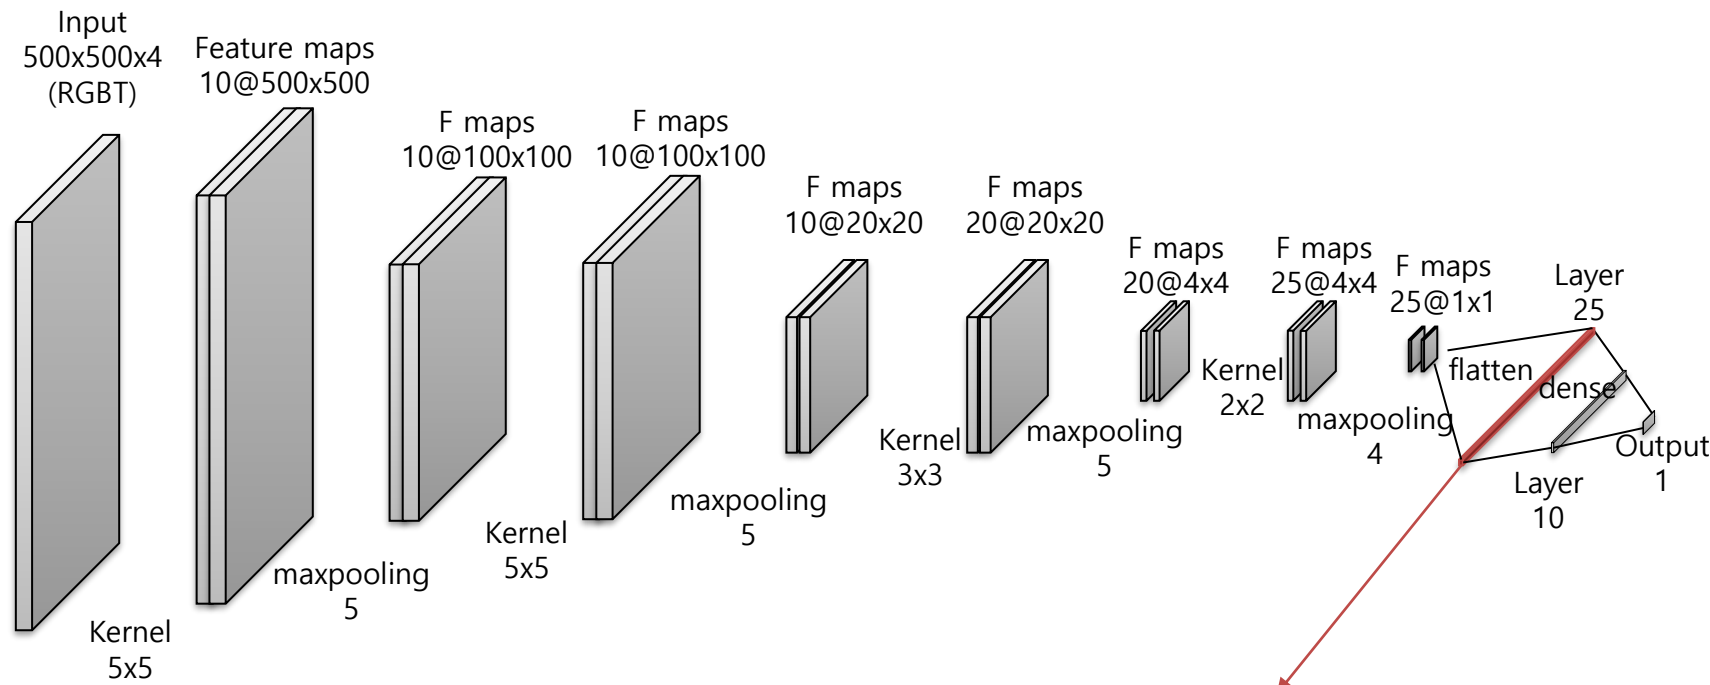 Input
500x500x4
(RGBT)
Feature maps
10@500x500
F maps
10@100x100
F maps
10@100x100
F maps
10@20x20
F maps
20@20x20
F maps
20@4x4
F maps
25@4x4
F maps
25@1x1
Layer
25
Kernel
5x5
maxpooling
5
Kernel
5x5
maxpooling
5
Kernel
3x3
maxpooling
5
Kernel
2x2
maxpooling
4
flatten
dense
Layer
10
Output
1